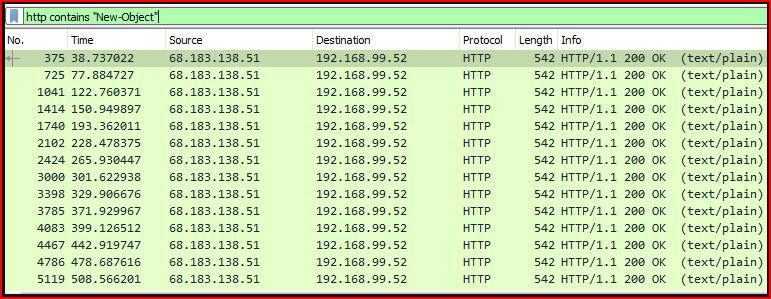 http contains "New-Object"
No. Time Source Destination Protocol Length Info
375 38.737022 68.183.138.51 192.168.99.52 HTTP 542 HTTP/1.1 200 OK (text/plain)
725 77.884727 68.183.138.51 192.168.99.52 HTTP 542 HTTP/1.1 200 OK (text/plain)
1041 122.760371 68.183.138.51 192.168.99.52 HTTP 542 HTTP/1.1 200 OK (text/plain)
1414 150.949897 68.183.138.51 192.168.99.52 HTTP 542 HTTP/1.1 200 OK (text/plain)
1740 193.362011 68.183.138.51 192.168.99.52 HTTP 542 HTTP/1.1 200 OK (text/plain)
2102 228.478375 68.183.138.51 192.168.99.52 HTTP 542 HTTP/1.1 200 OK (text/plain)
2424 265.930447 68.183.138.51 192.168.99.52 HTTP 542 HTTP/1.1 200 OK (text/plain)
3000 301.622938 68.183.138.51 192.168.99.52 HTTP 542 HTTP/1.1 200 OK (text/plain)
3398 329.906676 68.183.138.51 192.168.99.52 HTTP 542 HTTP/1.1 200 OK (text/plain)
3785 371.929967 68.183.138.51 192.168.99.52 HTTP 542 HTTP/1.1 200 OK (text/plain)
4083 399.126512 68.183.138.51 192.168.99.52 HTTP 542 HTTP/1.1 200 OK (text/plain)
4467 442.919747 68.183.138.51 192.168.99.52 HTTP 542 HTTP/1.1 200 OK (text/plain)
4786 478.687616 68.183.138.51 192.168.99.52 HTTP 542 HTTP/1.1 200 OK (text/plain)
5119 508.566201 68.183.138.51 192.168.99.52 HTTP 542 HTTP/1.1 200 OK (text/plain)